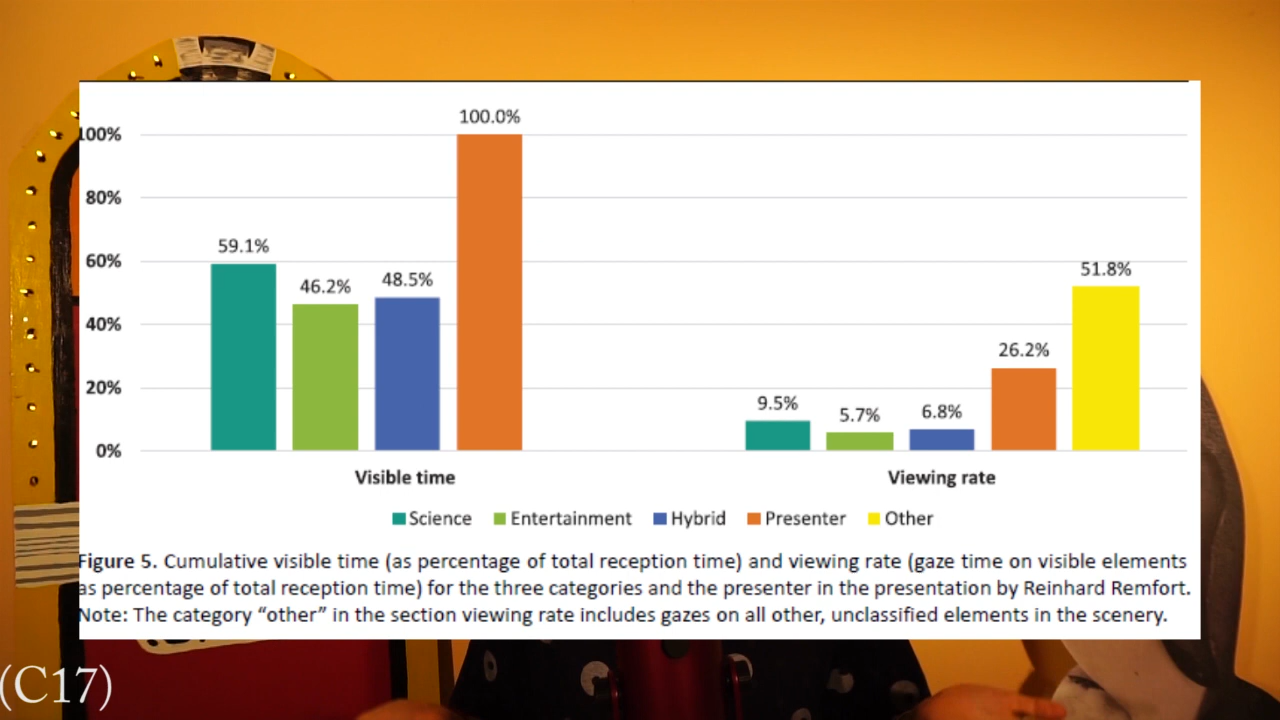 100.0%
100%
80%
60%
40%
20%
0%
59.1%
46.2%
48.5%
9.5%
5.7%
6.8%
26.2%
51.8%
Visible time
Viewing rate
Science
Entertainment
Hybrid
Presenter
Other
Figure 5. Cumulative visible time (as percentage of total reception time) and viewing rate (gaze time on visible elements
as percentage of total reception time) for the three categories and the presenter in the presentation by Reinhard Remfort.
Note: The category “other” in the section viewing rate includes gazes on all other, unclassified elements in the scenery.
(C17)